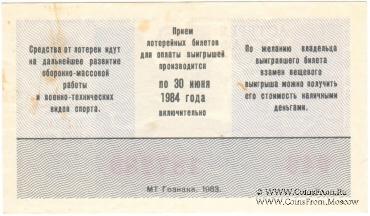 Средства от лотереи идут
на дальнейшее развитие
оборонно-массовой
работы
и военно-технических
видов спорта.
Прием
лотерейных билетов
для оплаты выигрышей
производится
по 30 июня
1984 года
включительно
По желанию владельца
выигравшего билета
взамен вещевого
выигрыша можно получить
его стоимость наличными
деньгами.
МТ Гознака. 1983.
© CoinsFrom.Ru
CoinsFrom.Moscow